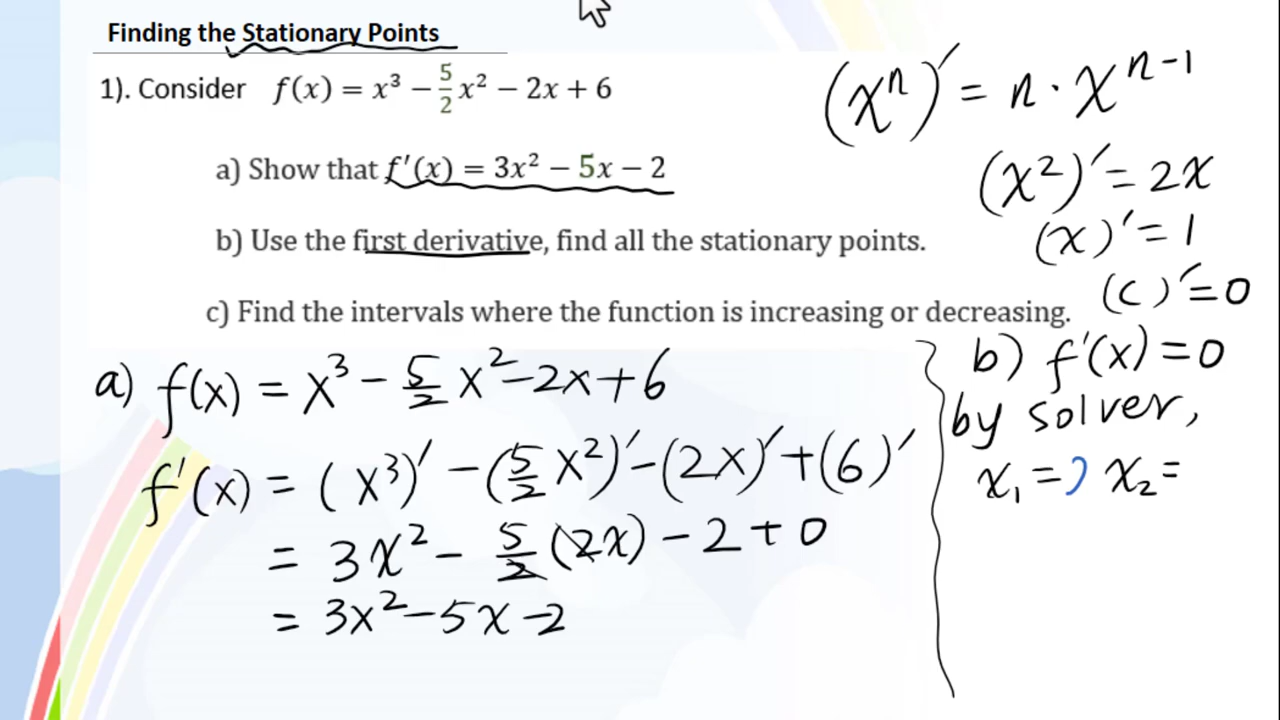 Finding the Stationary Points
1). Consider f(x) = x³ − 5/2 x² − 2x + 6
a) Show that f′(x) = 3x² − 5x − 2
b) Use the first derivative, find all the stationary points.
c) Find the intervals where the function is increasing or decreasing.
a) f(x) = x³ − 5/2 x² − 2x + 6
f′(x) = (x³)′ − (5/2 x²)′ − (2x)′ + (6)′
= 3x² − 5/2 (2x) − 2 + 0
= 3x² − 5x − 2
(xⁿ)′ = n · xⁿ⁻¹
(x²)′ = 2x
(x)′ = 1
(c)′ = 0
b) f′(x) = 0
by solver,
x₁ = x₂ =